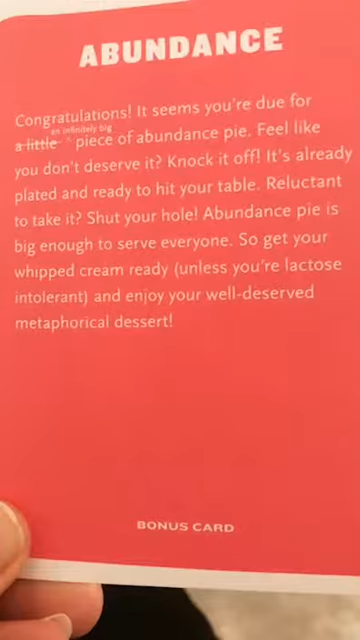 ABUNDANCE
Congratulations! It seems you're due for
an infinitely big
a little ^ piece of abundance pie. Feel like
you don't deserve it? Knock it off! It's already
plated and ready to hit your table. Reluctant
to take it? Shut your hole! Abundance pie is
big enough to serve everyone. So get your
whipped cream ready (unless you're lactose
intolerant) and enjoy your well-deserved
metaphorical dessert!
BONUS CARD